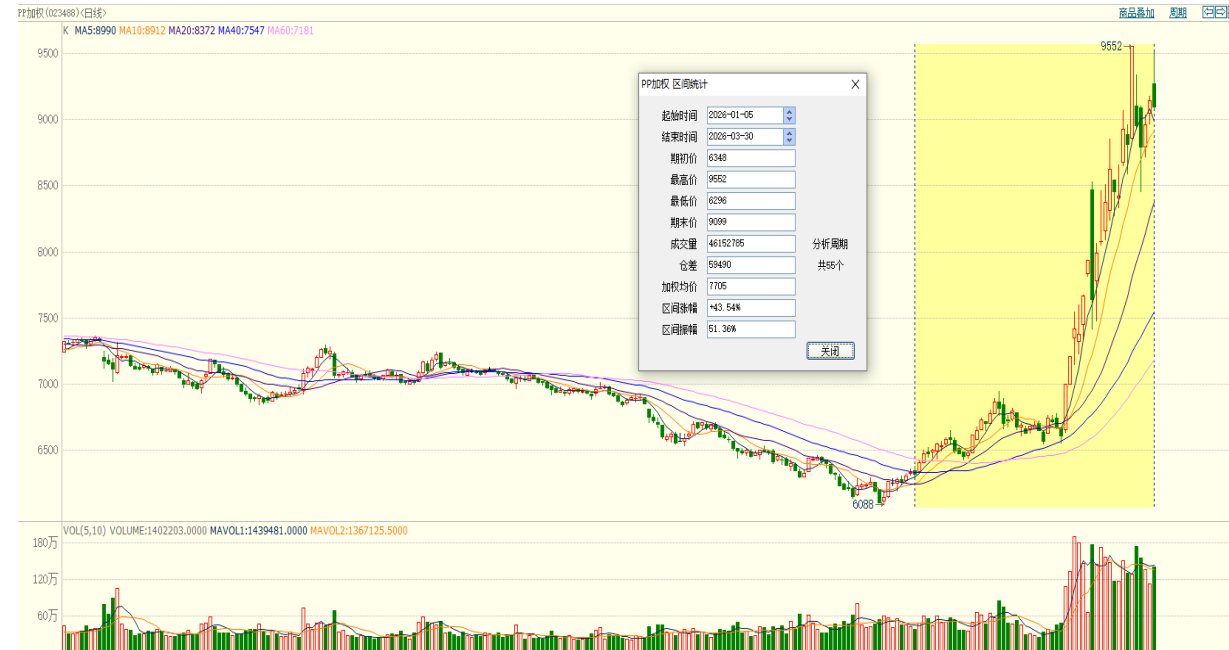 PP加权(023488)<日线>
商品叠加 周期
K MA5:8990 MA10:8912 MA20:8372 MA40:7547 MA60:7181
9500
9000
8500
8000
7500
7000
6500
9552
6088
PP加权 区间统计
起始时间 2026-01-05
结束时间 2026-03-30
期初价 6348
最高价 9552
最低价 6296
期末价 9099
成交量 46152785 分析周期
仓差 59490 共55个
加权均价 7705
区间涨幅 +43.54%
区间振幅 51.36%
关闭
VOL(5,10) VOLUME:1402203.0000 MAVOL1:1439481.0000 MAVOL2:1367125.5000
180万
120万
60万